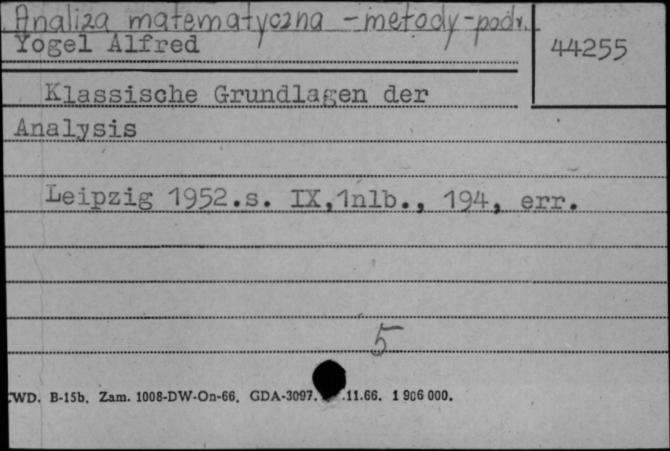 Analiza matematyczna - metody - podr.
Yogel Alfred
44255
Klassische Grundlagen der
Analysis
Leipzig 1952.s. IX,1nlb., 194, err.
5
WD. B-15b. Zam. 1008-DW-On-66. GDA-3097. .11.66. 1 906 000.